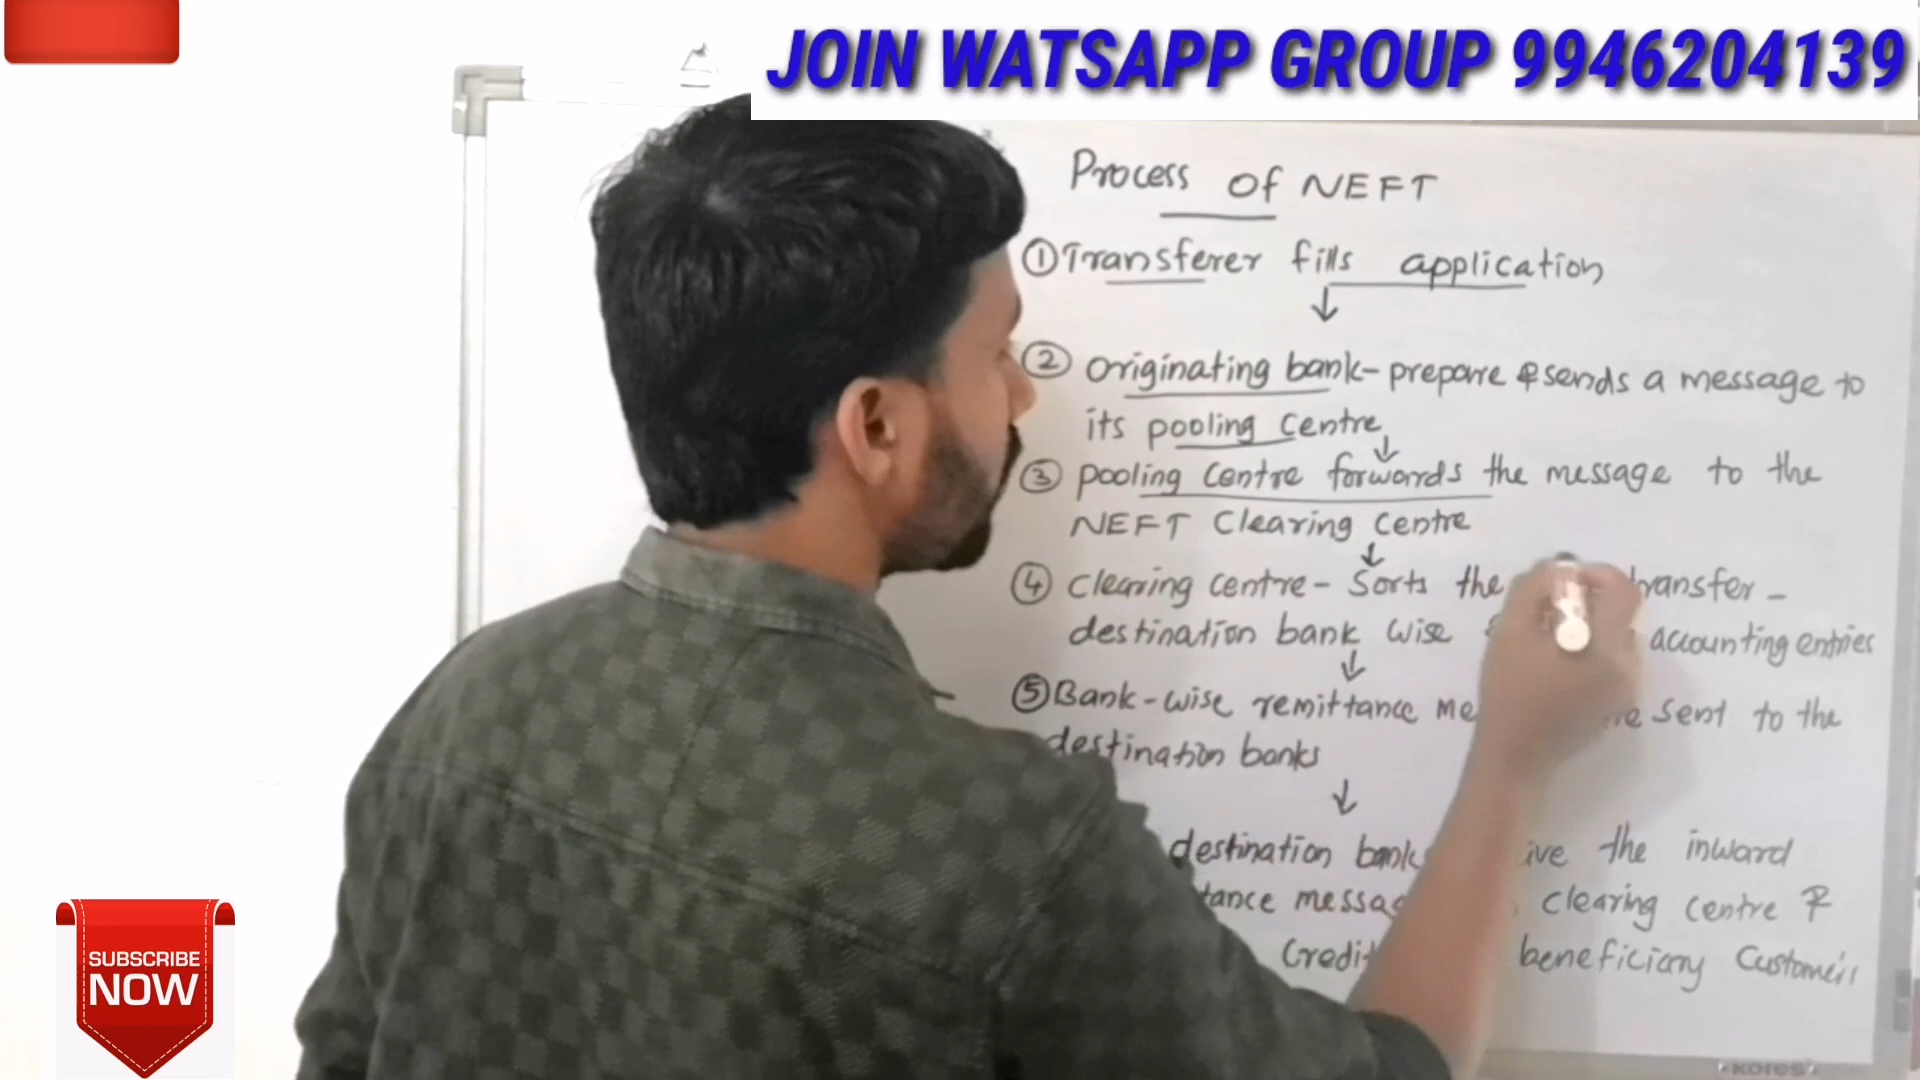 JOIN WATSAPP GROUP 9946204139
Process Of NEFT
① Transferer fills application
↓
② Originating bank - prepare & sends a message to
its pooling Centre
↓
③ pooling Centre forwards the message to the
NEFT Clearing Centre
↓
④ Clearing centre - Sorts the transfer -
destination bank wise accounting entries
↓
⑤ Bank - wise remittance sent to the
destination banks
↓
destination bank the inward
clearing centre &
beneficiary Customer's
SUBSCRIBE
NOW
kores